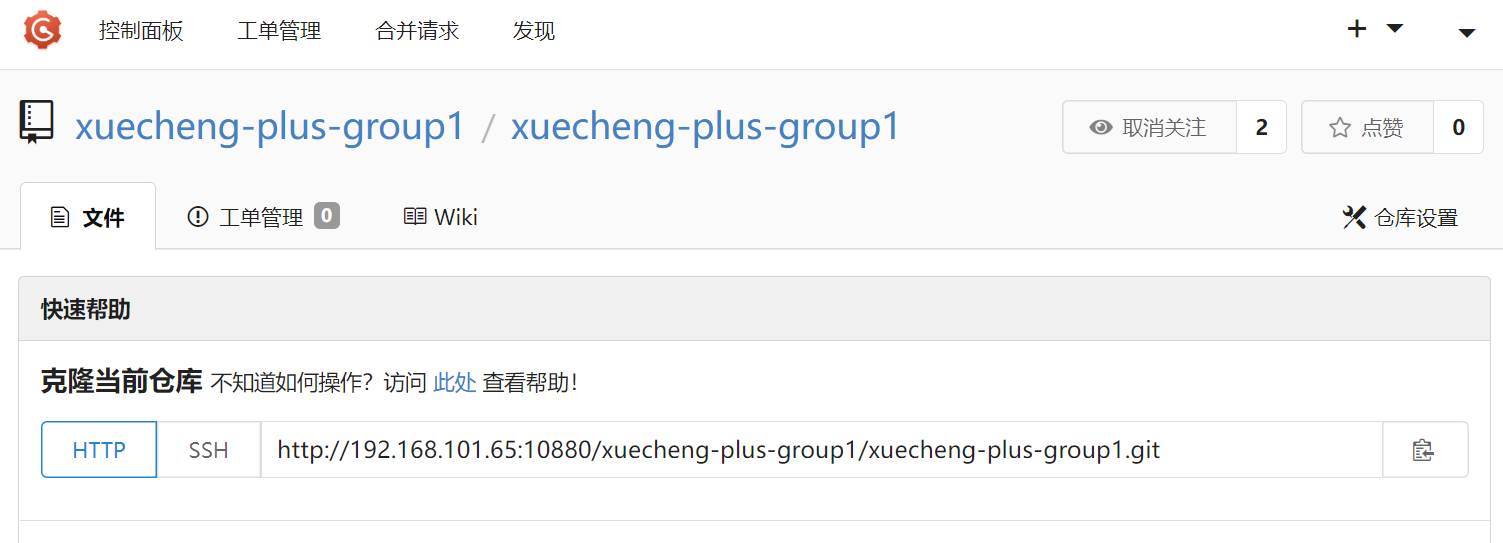 控制面板 工单管理 合并请求 发现
xuecheng-plus-group1 / xuecheng-plus-group1 取消关注 2 点赞 0
文件 工单管理 0 Wiki 仓库设置
快速帮助
克隆当前仓库 不知道如何操作？访问 此处 查看帮助！
HTTP SSH http://192.168.101.65:10880/xuecheng-plus-group1/xuecheng-plus-group1.git